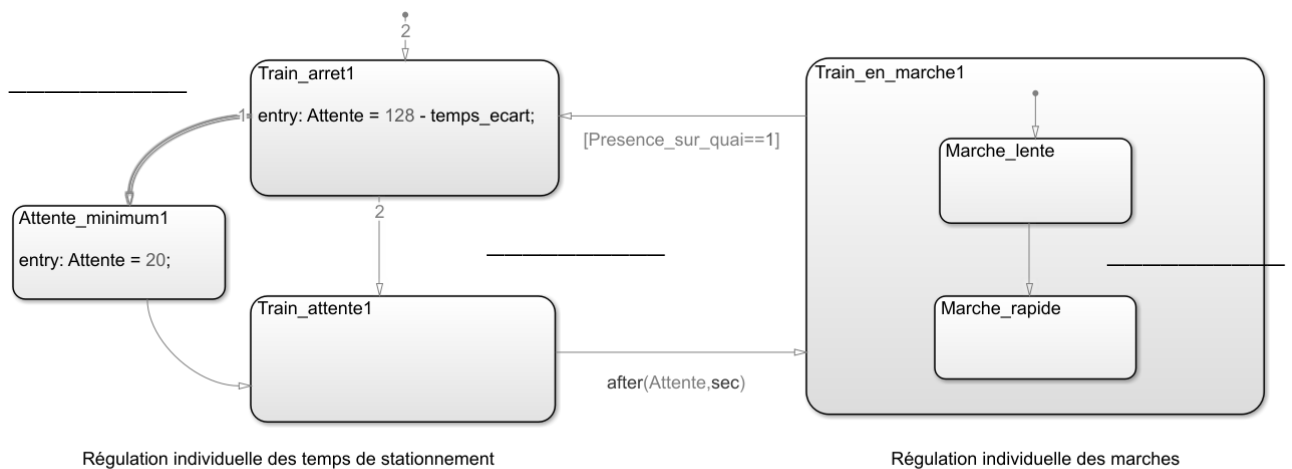 2
Train_arret1
entry: Attente = 128 - temps_ecart;
1
Train_en_marche1
[Presence_sur_quai==1]
Marche_lente
Attente_minimum1
entry: Attente = 20;
2
Train_attente1
Marche_rapide
after(Attente,sec)
Régulation individuelle des temps de stationnement
Régulation individuelle des marches